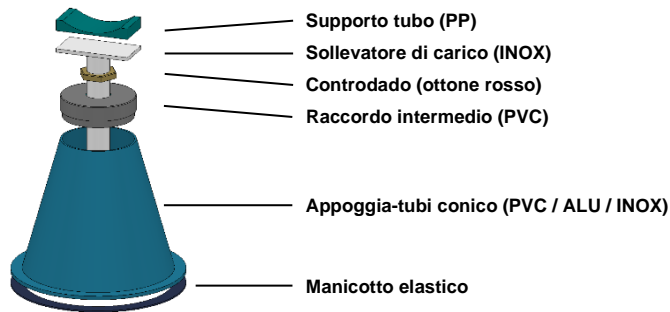 Supporto tubo (PP)
Sollevatore di carico (INOX)
Controdado (ottone rosso)
Raccordo intermedio (PVC)
Appoggia-tubi conico (PVC / ALU / INOX)
Manicotto elastico